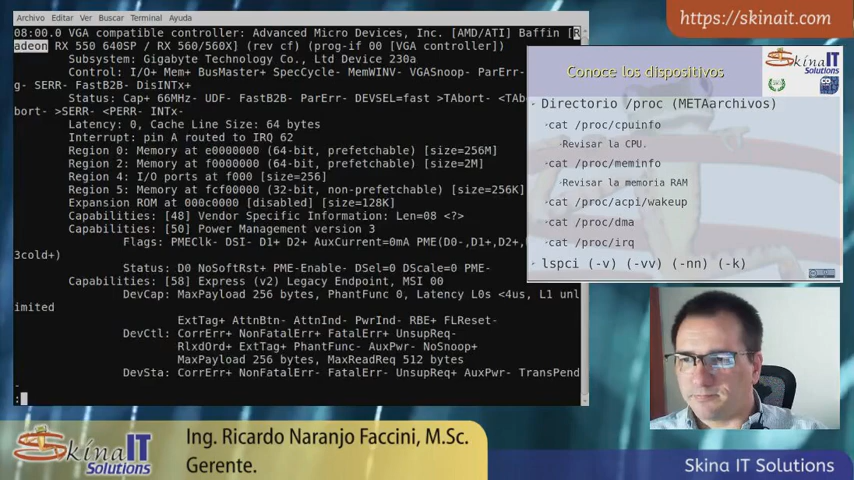 Archivo Editar Ver Buscar Terminal Ayuda
08:00.0 VGA compatible controller: Advanced Micro Devices, Inc. [AMD/ATI] Baffin [R
adeon RX 550 640SP / RX 560/560X] (rev cf) (prog-if 00 [VGA controller])
Subsystem: Gigabyte Technology Co., Ltd Device 230a
Control: I/O+ Mem+ BusMaster+ SpecCycle- MemWINV- VGASnoop- ParErr-
g- SERR- FastB2B- DisINTx+
Status: Cap+ 66MHz- UDF- FastB2B- ParErr- DEVSEL=fast >TAbort- <TA
bort- >SERR- <PERR- INTx-
Latency: 0, Cache Line Size: 64 bytes
Interrupt: pin A routed to IRQ 62
Region 0: Memory at e0000000 (64-bit, prefetchable) [size=256M]
Region 2: Memory at f0000000 (64-bit, prefetchable) [size=2M]
Region 4: I/O ports at f000 [size=256]
Region 5: Memory at fcf00000 (32-bit, non-prefetchable) [size=256K]
Expansion ROM at 000c0000 [disabled] [size=128K]
Capabilities: [48] Vendor Specific Information: Len=08 <?>
Capabilities: [50] Power Management version 3
Flags: PMEClk- DSI- D1+ D2+ AuxCurrent=0mA PME(D0-,D1+,D2+,
3cold+)
Status: D0 NoSoftRst+ PME-Enable- DSel=0 DScale=0 PME-
Capabilities: [58] Express (v2) Legacy Endpoint, MSI 00
DevCap: MaxPayload 256 bytes, PhantFunc 0, Latency L0s <4us, L1 unl
imited
ExtTag+ AttnBtn- AttnInd- PwrInd- RBE+ FLReset-
DevCtl: CorrErr+ NonFatalErr+ FatalErr+ UnsupReq-
RlxdOrd+ ExtTag+ PhantFunc- AuxPwr- NoSnoop+
MaxPayload 256 bytes, MaxReadReq 512 bytes
DevSta: CorrErr+ NonFatalErr- FatalErr- UnsupReq+ AuxPwr- TransPend
-
:
https://skinait.com
Conoce los dispositivos
Skina IT
Solutions
Directorio /proc (METAarchivos)
·cat /proc/cpuinfo
·Revisar la CPU.
·cat /proc/meminfo
·Revisar la memoria RAM
·cat /proc/acpi/wakeup
·cat /proc/dma
·cat /proc/irq
lspci (-v) (-vv) (-nn) (-k)
Skina IT
Solutions
Ing. Ricardo Naranjo Faccini, M.Sc.
Gerente.
Skina IT Solutions